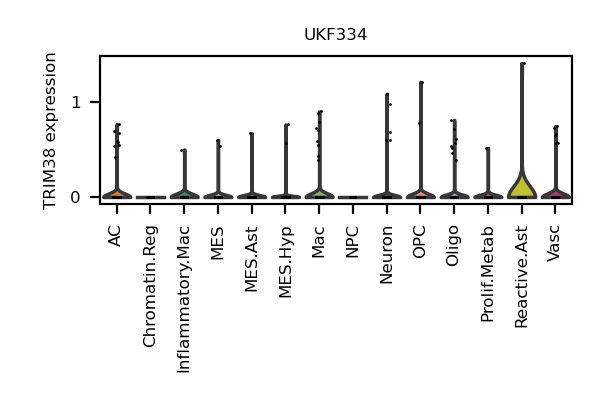 UKF334
TRIM38 expression
1
0
AC
Chromatin.Reg
Inflammatory.Mac
MES
MES.Ast
MES.Hyp
Mac
NPC
Neuron
OPC
Oligo
Prolif.Metab
Reactive.Ast
Vasc